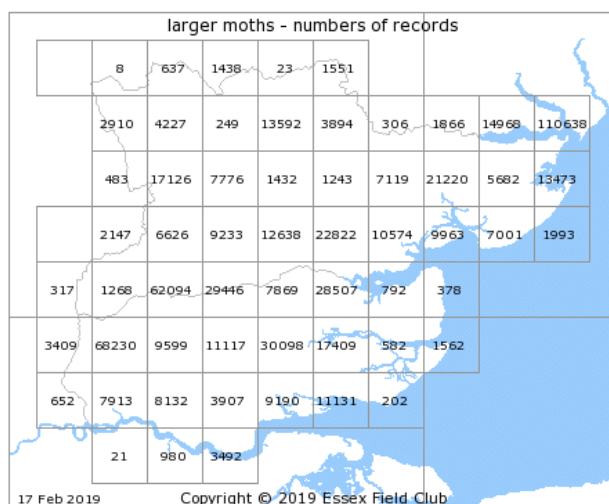 larger moths – numbers of records
8 637 1438 23 1551
2910 4227 249 13592 3894 306 1866 14968 110638
483 17126 7776 1432 1243 7119 21220 5682 13473
2147 6626 9233 12638 22822 10574 9963 7001 1993
317 1268 62094 29446 7869 28507 792 378
3409 68230 9599 11117 30098 17409 582 1562
652 7913 8132 3907 9190 11131 202
21 980 3492
17 Feb 2019 Copyright © 2019 Essex Field Club